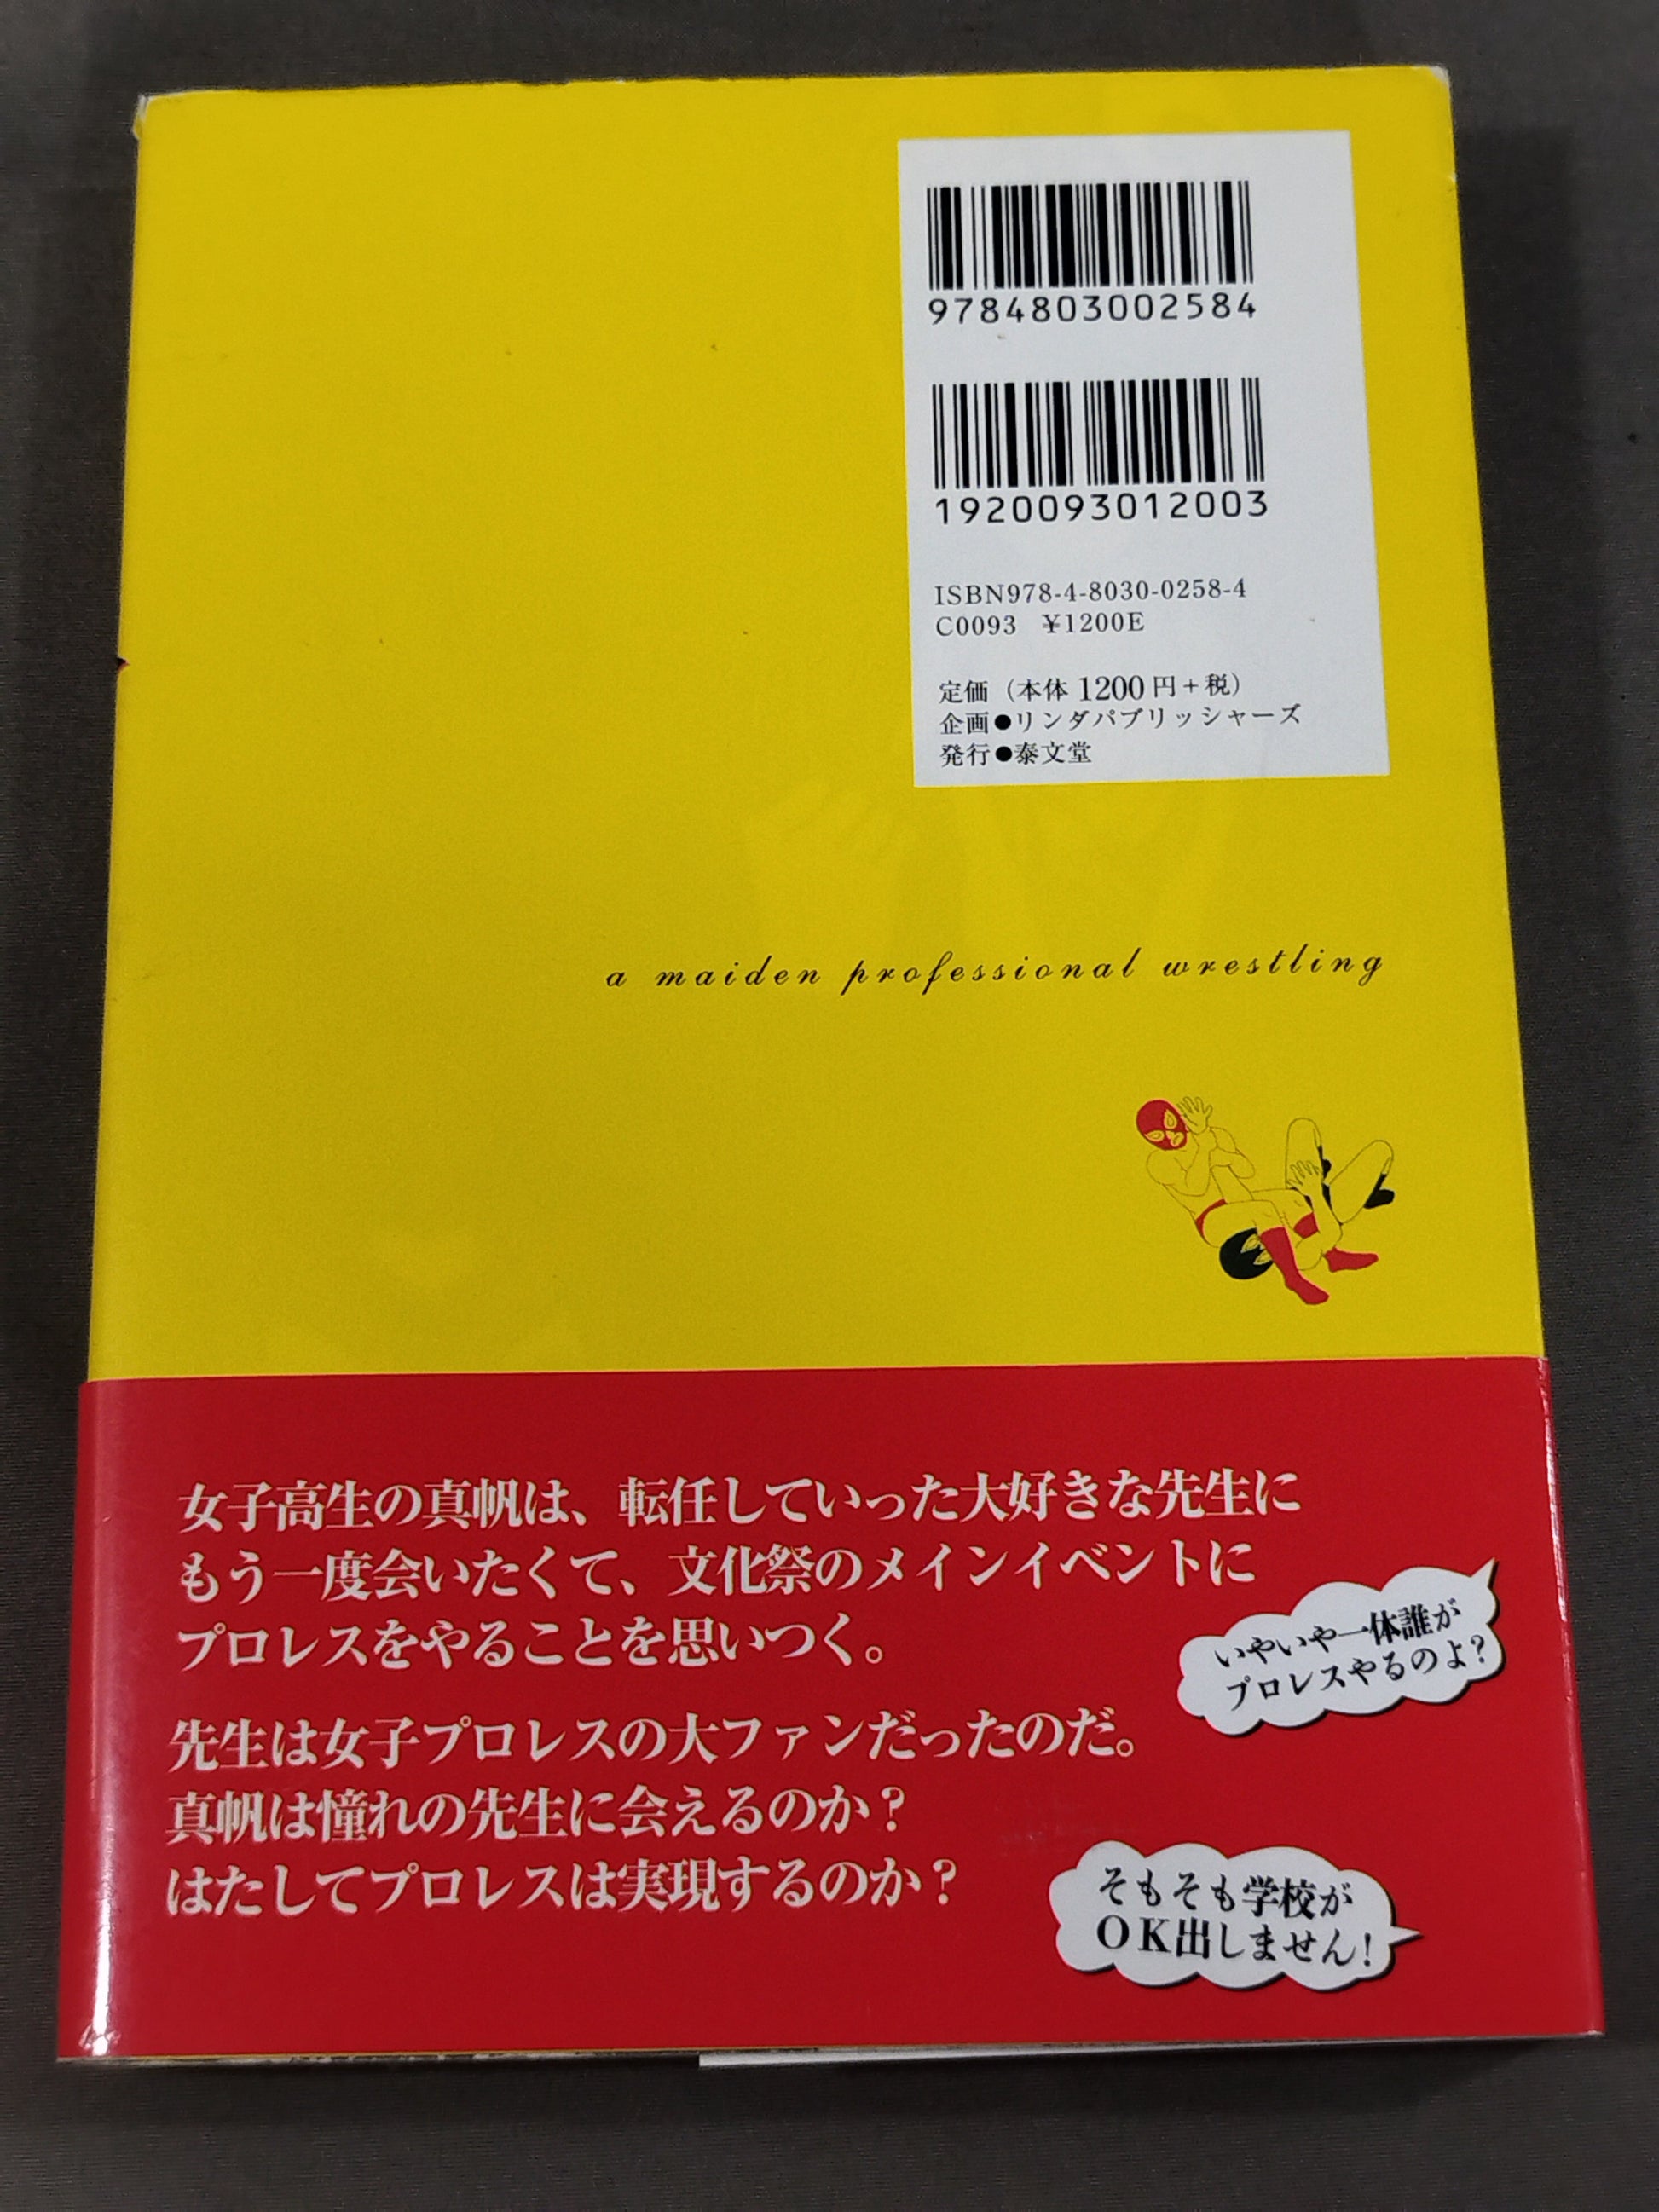 9784803002584
1920093012003
ISBN978-4-8030-0258-4
C0093 ¥1200E
定価（本体 1200円＋税）
企画●リンダパブリッシャーズ
発行●泰文堂
a maiden professional wrestling
女子高生の真帆は、転任していった大好きな先生に
もう一度会いたくて、文化祭のメインイベントに
プロレスをやることを思いつく。
いやいや一体誰が
プロレスやるのよ？
先生は女子プロレスの大ファンだったのだ。
真帆は憧れの先生に会えるのか？
はたしてプロレスは実現するのか？
そもそも学校が
OK出しません！